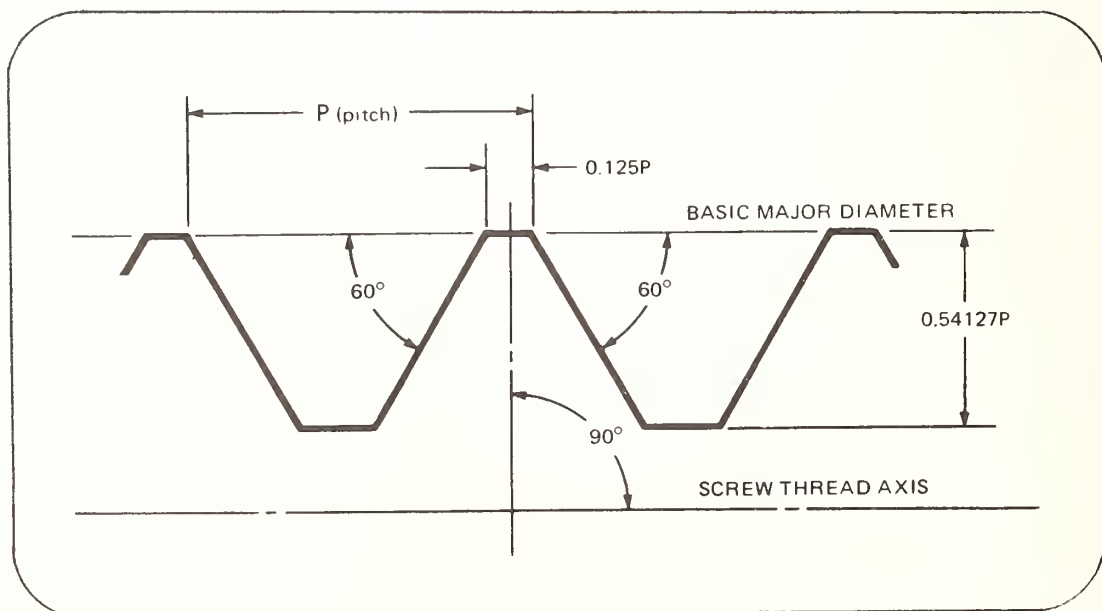 P (pitch)
0.125P
BASIC MAJOR DIAMETER
60°
60°
0.54127P
90°
SCREW THREAD AXIS